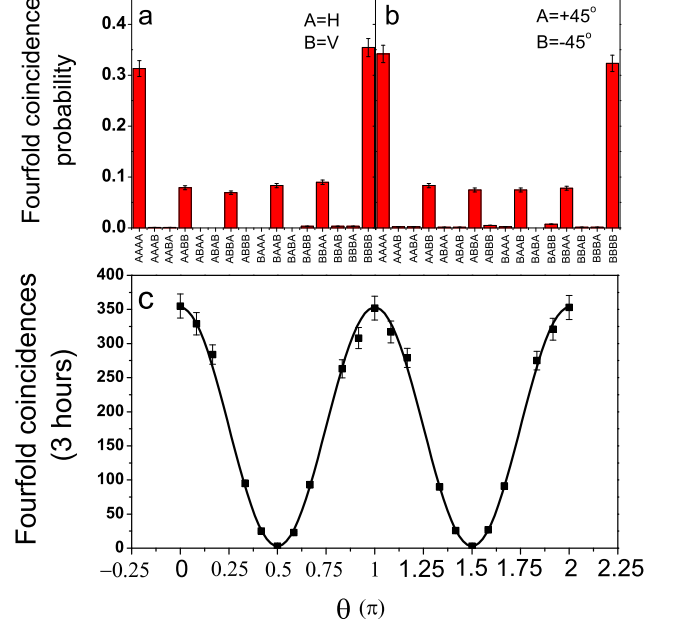 a
A=H
B=V
b
A=+45°
B=-45°
Fourfold coincidence
probability
0.4
0.3
0.2
0.1
0.0
AAAA AAAB AABA AABB ABAA ABAB ABBA ABBB BAAA BAAB BABA BABB BBAA BBAB BBBA BBBB AAAA AAAB AABA AABB ABAA ABAB ABBA ABBB BAAA BAAB BABA BABB BBAA BBAB BBBA BBBB
c
Fourfold coincidences
(3 hours)
400
350
300
250
200
150
100
50
0
−0.25 0 0.25 0.5 0.75 1 1.25 1.5 1.75 2 2.25
θ (π)